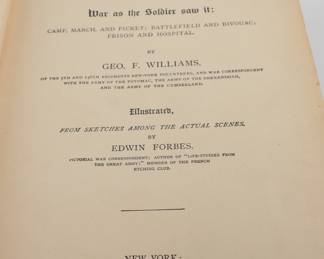 War as the Soldier saw it:
CAMP, MARCH, AND PICKET; BATTLEFIELD AND BIVOUAC;
PRISON AND HOSPITAL.
BY
GEO. F. WILLIAMS,
OF THE 5TH AND 146TH REGIMENTS NEW-YORK VOLUNTEERS, AND WAR CORRESPONDENT
WITH THE ARMY OF THE POTOMAC, THE ARMY OF THE SHENANDOAH,
AND THE ARMY OF THE CUMBERLAND.
Illustrated,
FROM SKETCHES AMONG THE ACTUAL SCENES,
BY
EDWIN FORBES,
PICTORIAL WAR CORRESPONDENT; AUTHOR OF "LIFE-STUDIES FROM
THE GREAT ARMY;" MEMBER OF THE FRENCH
ETCHING CLUB.
NEW YORK: